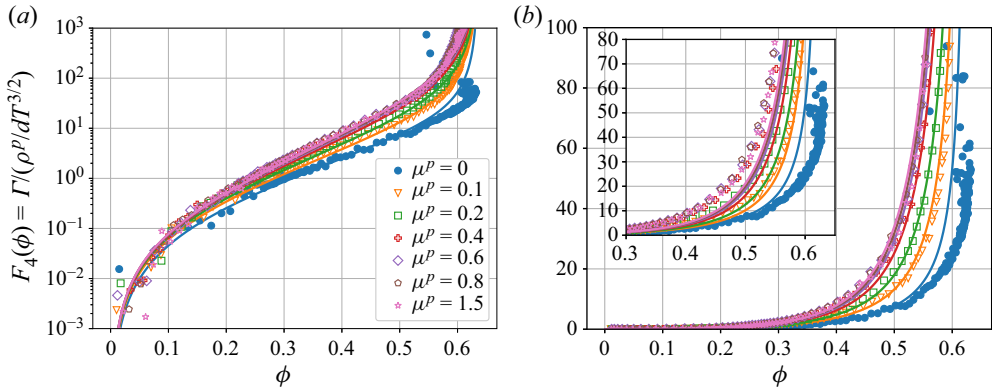 (a)
F₄(ϕ) = Γ/(ρᵖ/dT³ᐟ²)
10³
10²
10¹
10⁰
10⁻¹
10⁻²
10⁻³
0 0.1 0.2 0.3 0.4 0.5 0.6
ϕ
μᵖ = 0
μᵖ = 0.1
μᵖ = 0.2
μᵖ = 0.4
μᵖ = 0.6
μᵖ = 0.8
μᵖ = 1.5
(b)
100
80
60
40
20
0
0 0.1 0.2 0.3 0.4 0.5 0.6
ϕ
80
70
60
50
40
30
20
10
0
0.3 0.4 0.5 0.6